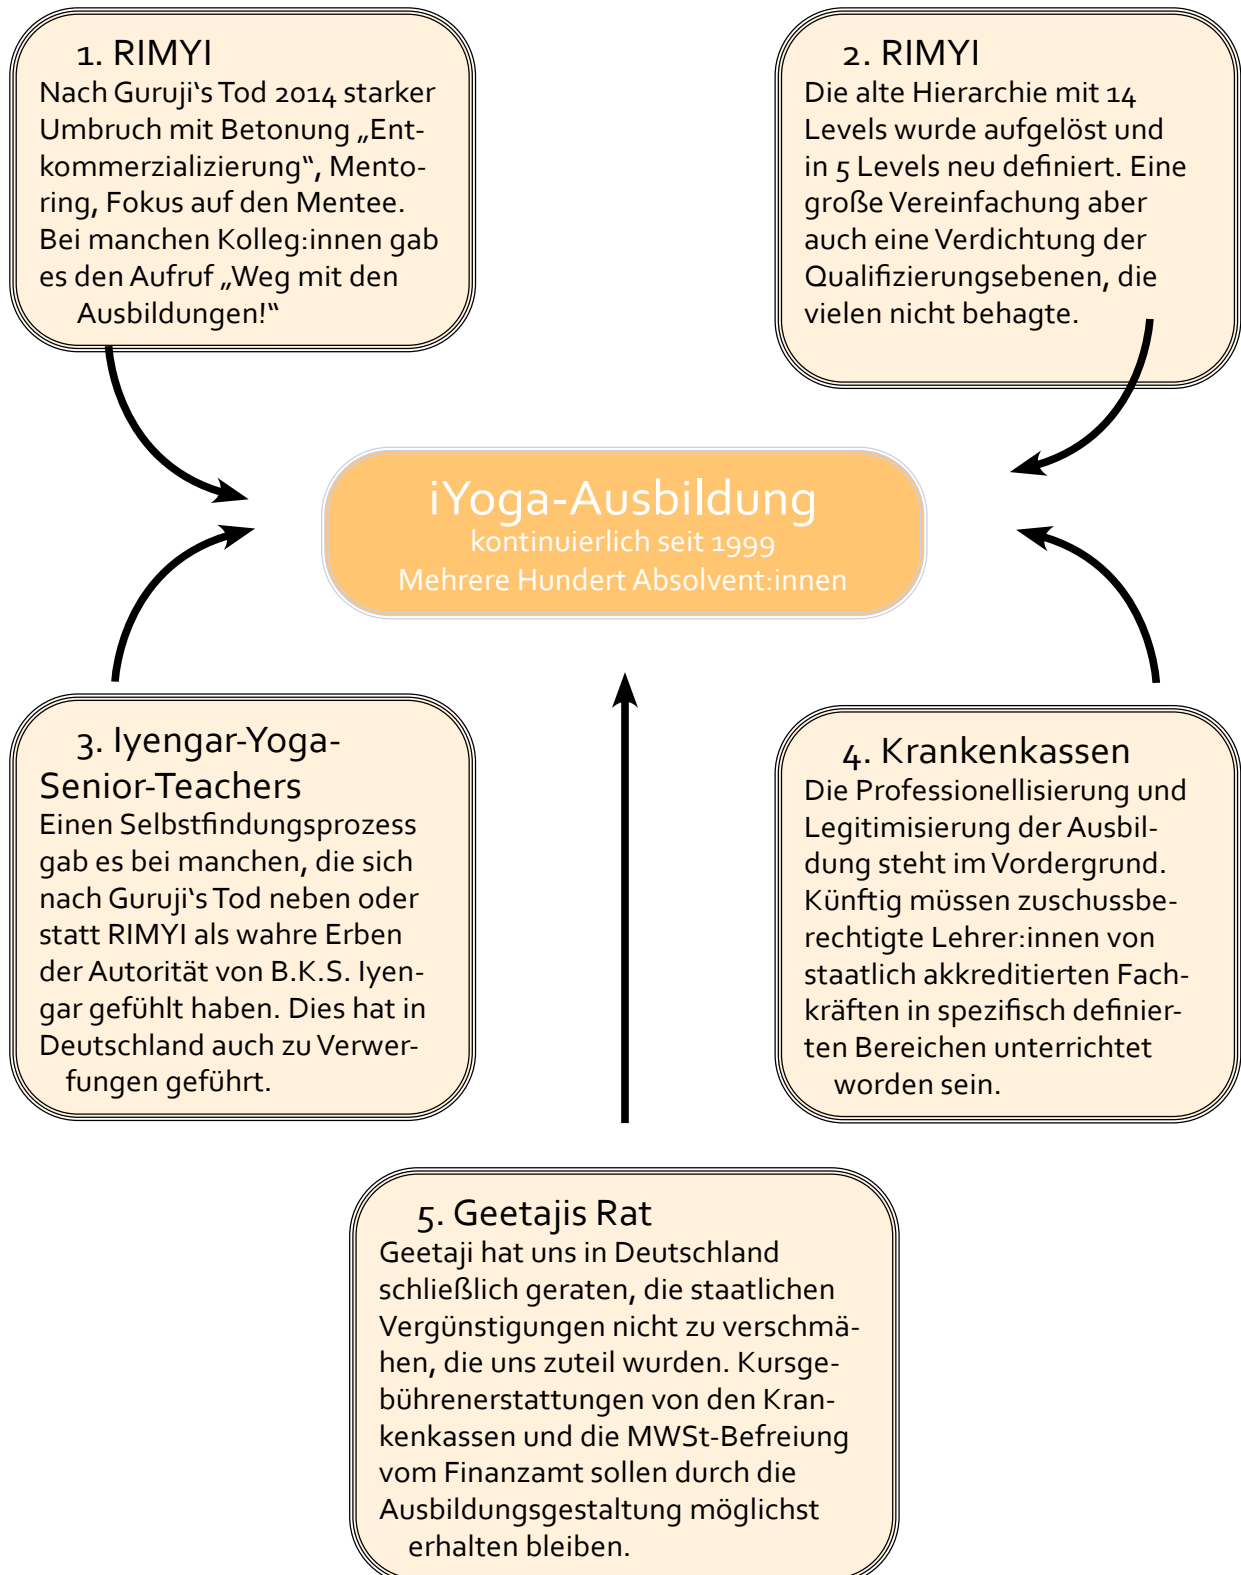 1. RIMYI
Nach Guruji‘s Tod 2014 starker
Umbruch mit Betonung „Ent-
kommerzializierung“, Mento-
ring, Fokus auf den Mentee.
Bei manchen Kolleg:innen gab
es den Aufruf „Weg mit den
Ausbildungen!“
2. RIMYI
Die alte Hierarchie mit 14
Levels wurde aufgelöst und
in 5 Levels neu definiert. Eine
große Vereinfachung aber
auch eine Verdichtung der
Qualifizierungsebenen, die
vielen nicht behagte.
iYoga-Ausbildung
kontinuierlich seit 1999
Mehrere Hundert Absolvent:innen
3. Iyengar-Yoga-
Senior-Teachers
Einen Selbstfindungsprozess
gab es bei manchen, die sich
nach Guruji‘s Tod neben oder
statt RIMYI als wahre Erben
der Autorität von B.K.S. Iyen-
gar gefühlt haben. Dies hat in
Deutschland auch zu Verwer-
fungen geführt.
4. Krankenkassen
Die Professionellisierung und
Legitimisierung der Ausbil-
dung steht im Vordergrund.
Künftig müssen zuschussbe-
rechtigte Lehrer:innen von
staatlich akkreditierten Fach-
kräften in spezifisch definier-
ten Bereichen unterrichtet
worden sein.
5. Geetajis Rat
Geetaji hat uns in Deutschland
schließlich geraten, die staatlichen
Vergünstigungen nicht zu verschmä-
hen, die uns zuteil wurden. Kursge-
bührenerstattungen von den Kran-
kenkassen und die MWSt-Befreiung
vom Finanzamt sollen durch die
Ausbildungsgestaltung möglichst
erhalten bleiben.